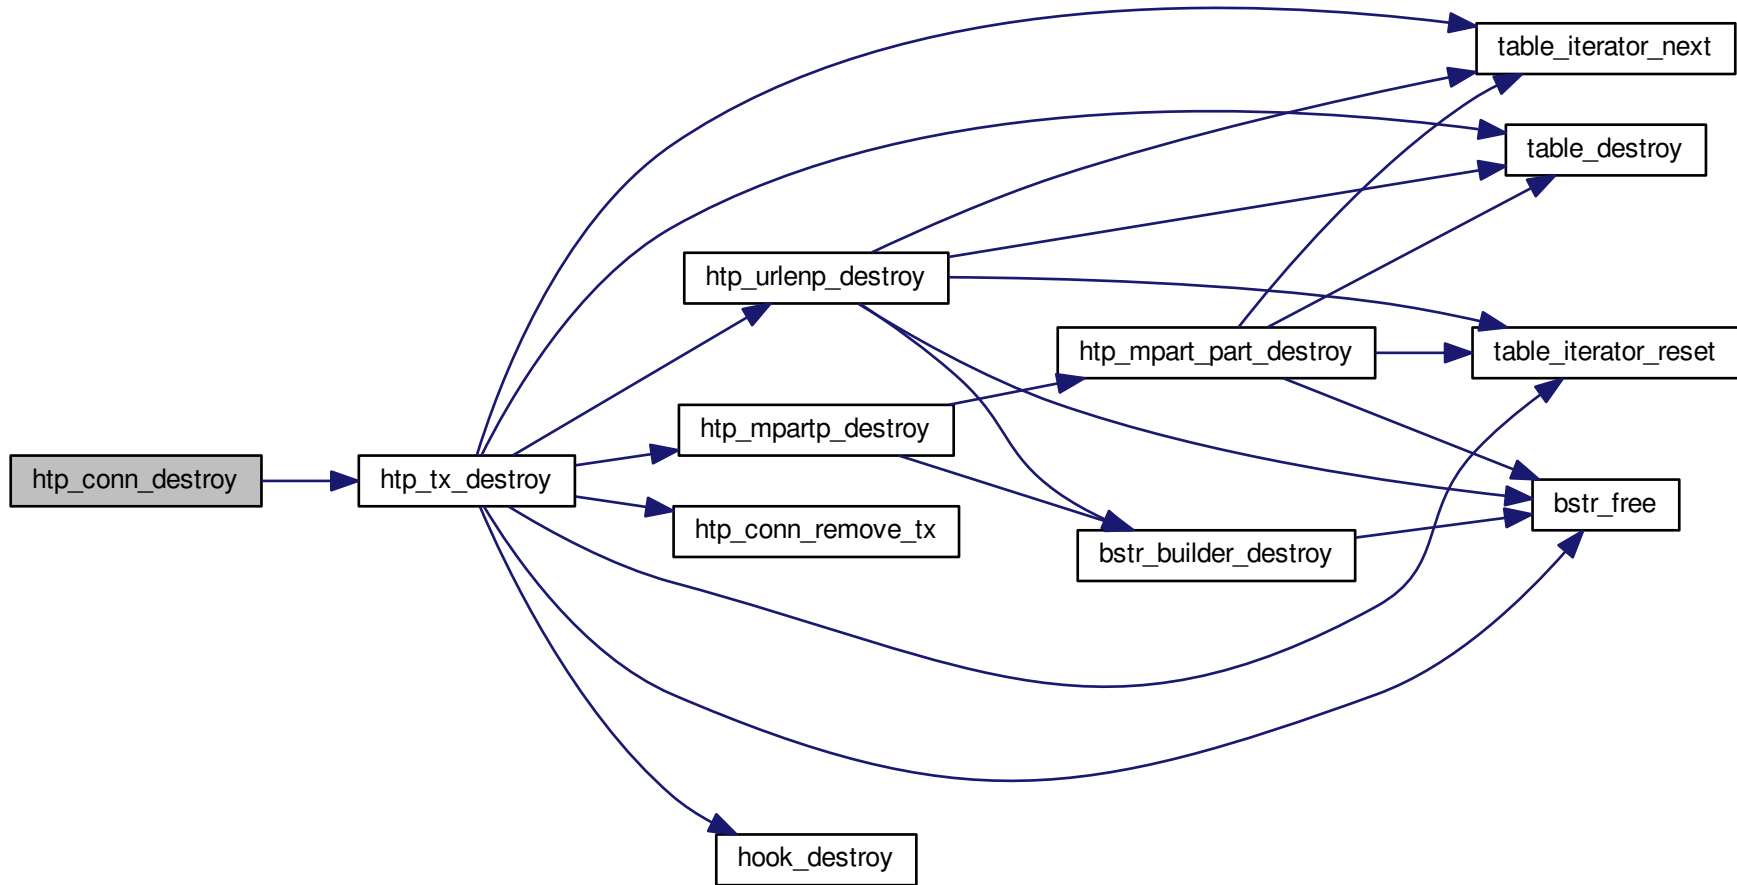 table_iterator_next
table_destroy
htp_urlenp_destroy
htp_mpart_part_destroy
table_iterator_reset
htp_mpartp_destroy
htp_conn_destroy
htp_tx_destroy
bstr_free
htp_conn_remove_tx
bstr_builder_destroy
hook_destroy